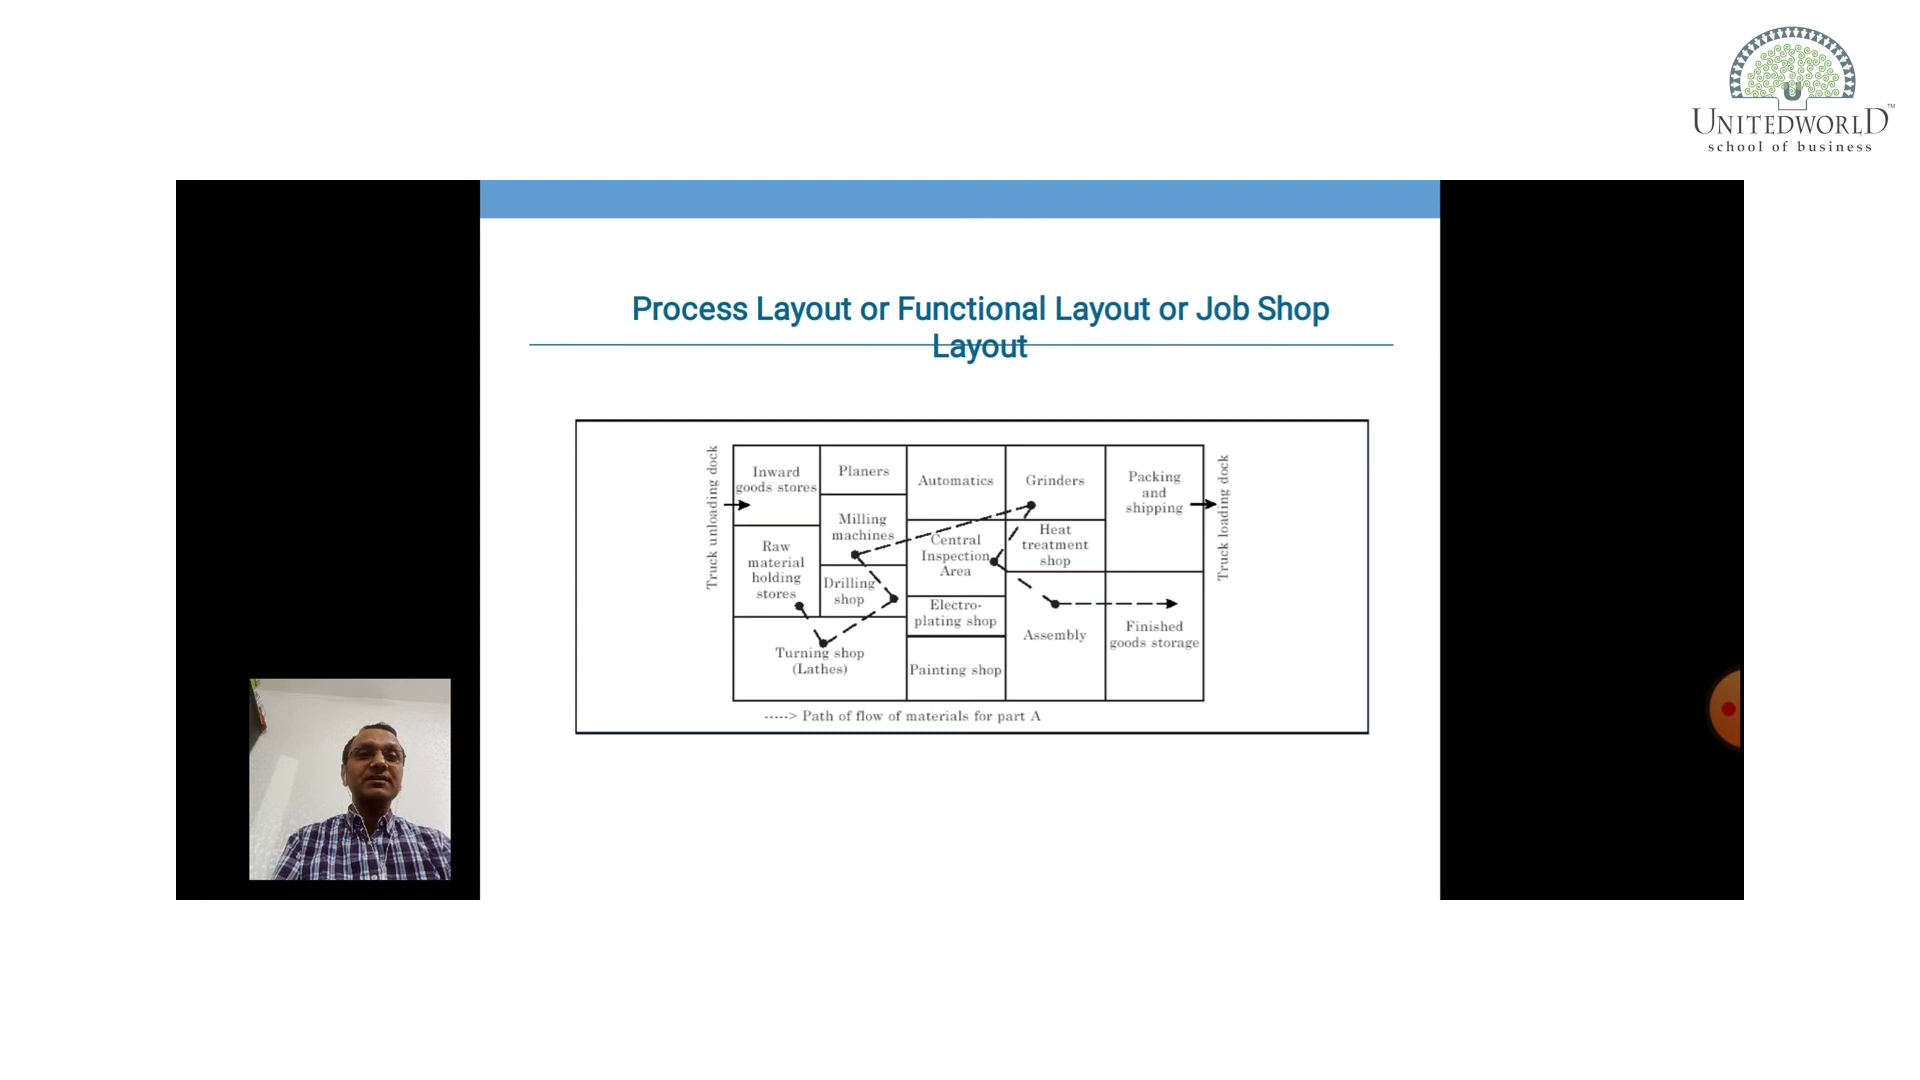 UNITEDWORLD™
school of business
Process Layout or Functional Layout or Job Shop
Layout
Truck unloading dock
Inward
goods stores
Raw
material
holding
stores
Planers
Milling
machines
Drilling
shop
Turning shop
(Lathes)
Automatics
Central
Inspection
Area
Electro-
plating shop
Painting shop
Grinders
Heat
treatment
shop
Assembly
Packing
and
shipping
Finished
goods storage
Truck loading dock
-----> Path of flow of materials for part A